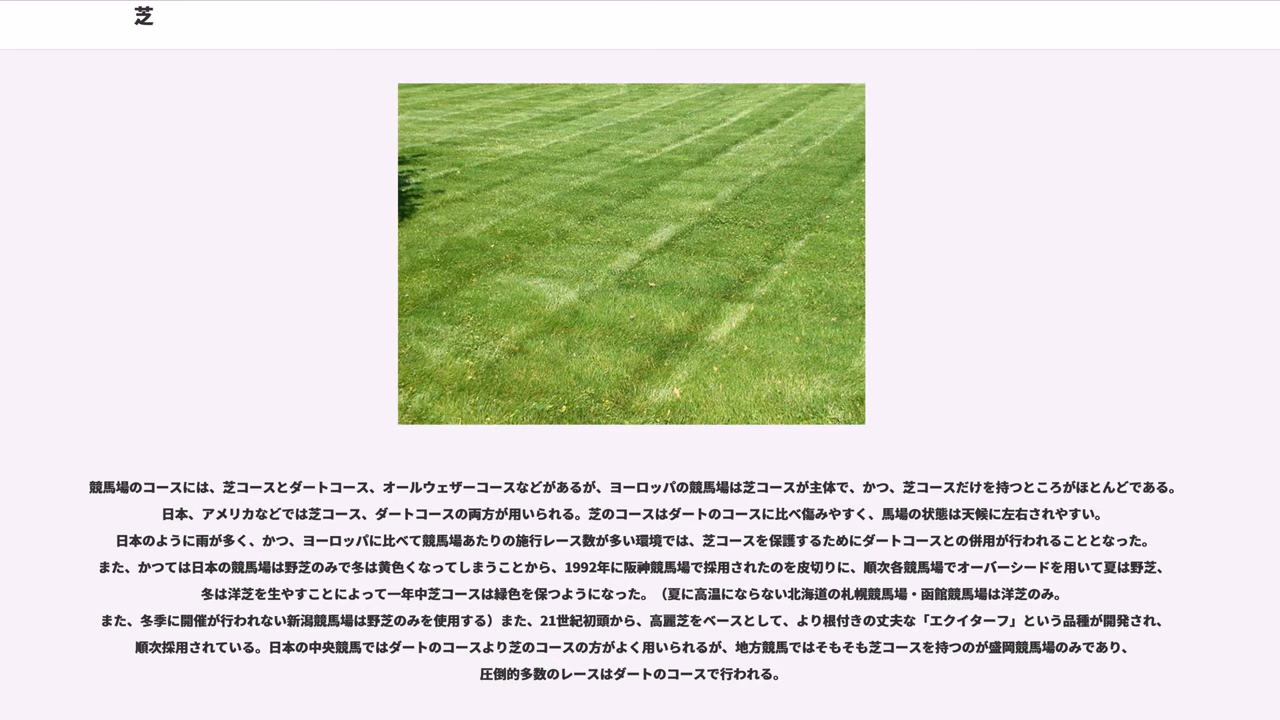 芝
競馬場のコースには、芝コースとダートコース、オールウェザーコースなどがあるが、ヨーロッパの競馬場は芝コースが主体で、かつ、芝コースだけを持つところがほとんどである。
日本、アメリカなどでは芝コース、ダートコースの両方が用いられる。芝のコースはダートのコースに比べ傷みやすく、馬場の状態は天候に左右されやすい。
日本のように雨が多く、かつ、ヨーロッパに比べて競馬場あたりの施行レース数が多い環境では、芝コースを保護するためにダートコースとの併用が行われることとなった。
また、かつては日本の競馬場は野芝のみで冬は黄色くなってしまうことから、1992年に阪神競馬場で採用されたのを皮切りに、順次各競馬場でオーバーシードを用いて夏は野芝、
冬は洋芝を生やすことによって一年中芝コースは緑色を保つようになった。（夏に高温にならない北海道の札幌競馬場・函館競馬場は洋芝のみ。
また、冬季に開催が行われない新潟競馬場は野芝のみを使用する）また、21世紀初頭から、高麗芝をベースとして、より根付きの丈夫な「エクイターフ」という品種が開発され、
順次採用されている。日本の中央競馬ではダートのコースより芝のコースの方がよく用いられるが、地方競馬ではそもそも芝コースを持つのが盛岡競馬場のみであり、
圧倒的多数のレースはダートのコースで行われる。